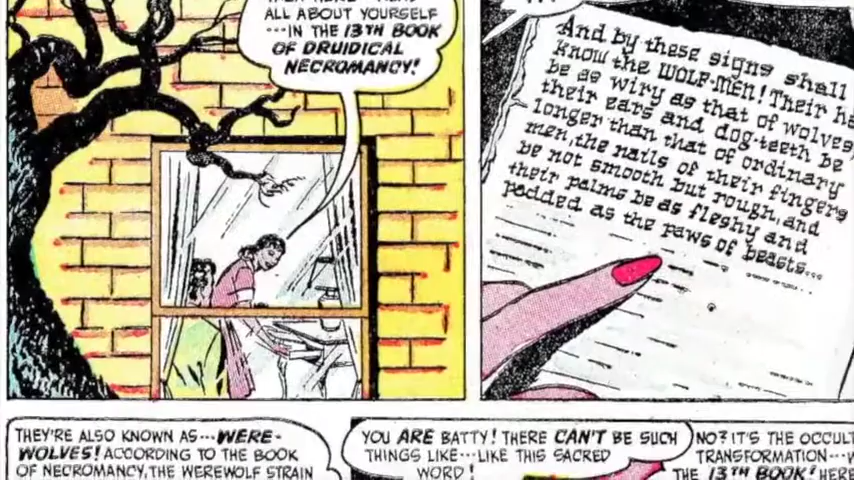 ALL ABOUT YOURSELF
...IN THE 13TH BOOK
OF DRUIDICAL
NECROMANCY!
And by these signs shall
know the WOLF-MEN! Their
be as wiry as that of wolves
their ears and dog-teeth be
longer than that of ordinary
men, the nails of their fingers
be not smooth but rough, and
their palms be as fleshy and
padded as the paws of beasts...
THEY'RE ALSO KNOWN AS...WERE-
WOLVES! ACCORDING TO THE BOOK
OF NECROMANCY, THE WEREWOLF STRAIN
YOU ARE BATTY! THERE CAN'T BE SUCH
THINGS LIKE...LIKE THIS SACRED
WORD!
NO? IT'S THE OCCULT
TRANSFORMATION...
THE 13TH BOOK! HERE